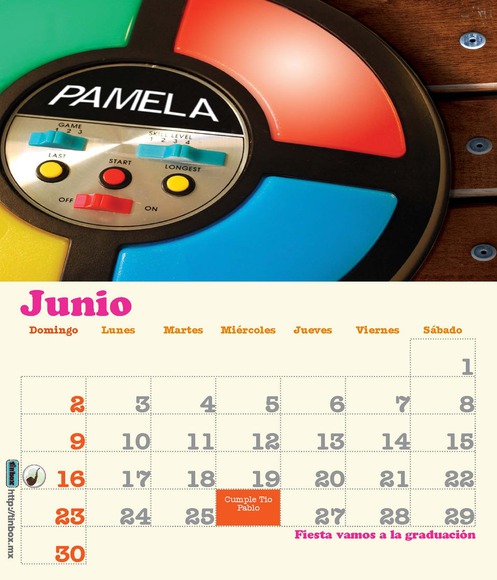 PAMELA
GAME
1 2 3
SKILL LEVEL
1 2 3 4
LAST
START
LONGEST
OFF
ON
Junio
Domingo Lunes Martes Miércoles Jueves Viernes Sábado
1
2 3 4 5 6 7 8
9 10 11 12 13 14 15
16 17 18 19 20 21 22
23 24 25 Cumple Tio
Pablo 27 28 29
Fiesta vamos a la graduación
30
tinbox
http://tinbox.mx